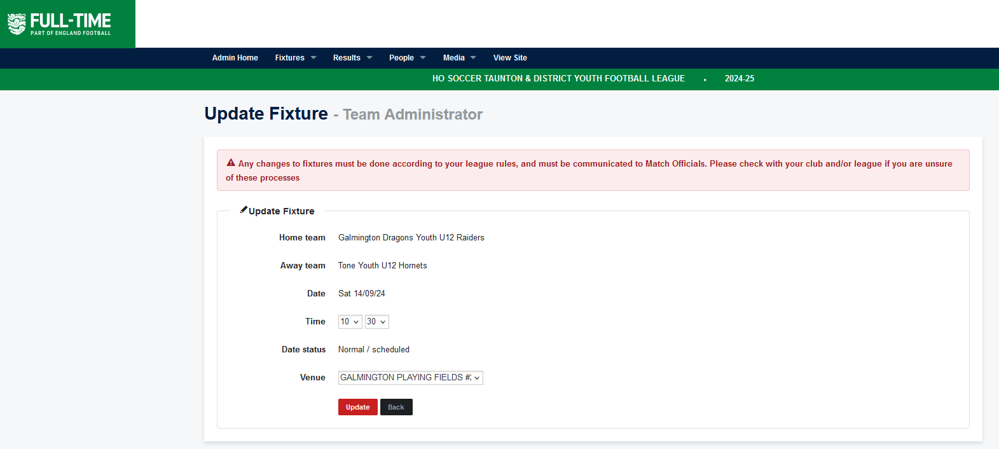 FULL-TIME
PART OF ENGLAND FOOTBALL
Admin Home Fixtures Results People Media View Site
HO SOCCER TAUNTON & DISTRICT YOUTH FOOTBALL LEAGUE • 2024-25
Update Fixture - Team Administrator
Any changes to fixtures must be done according to your league rules, and must be communicated to Match Officials. Please check with your club and/or league if you are unsure
of these processes
Update Fixture
Home team Galmington Dragons Youth U12 Raiders
Away team Tone Youth U12 Hornets
Date Sat 14/09/24
Time 10 30
Date status Normal / scheduled
Venue GALMINGTON PLAYING FIELDS
Update Back